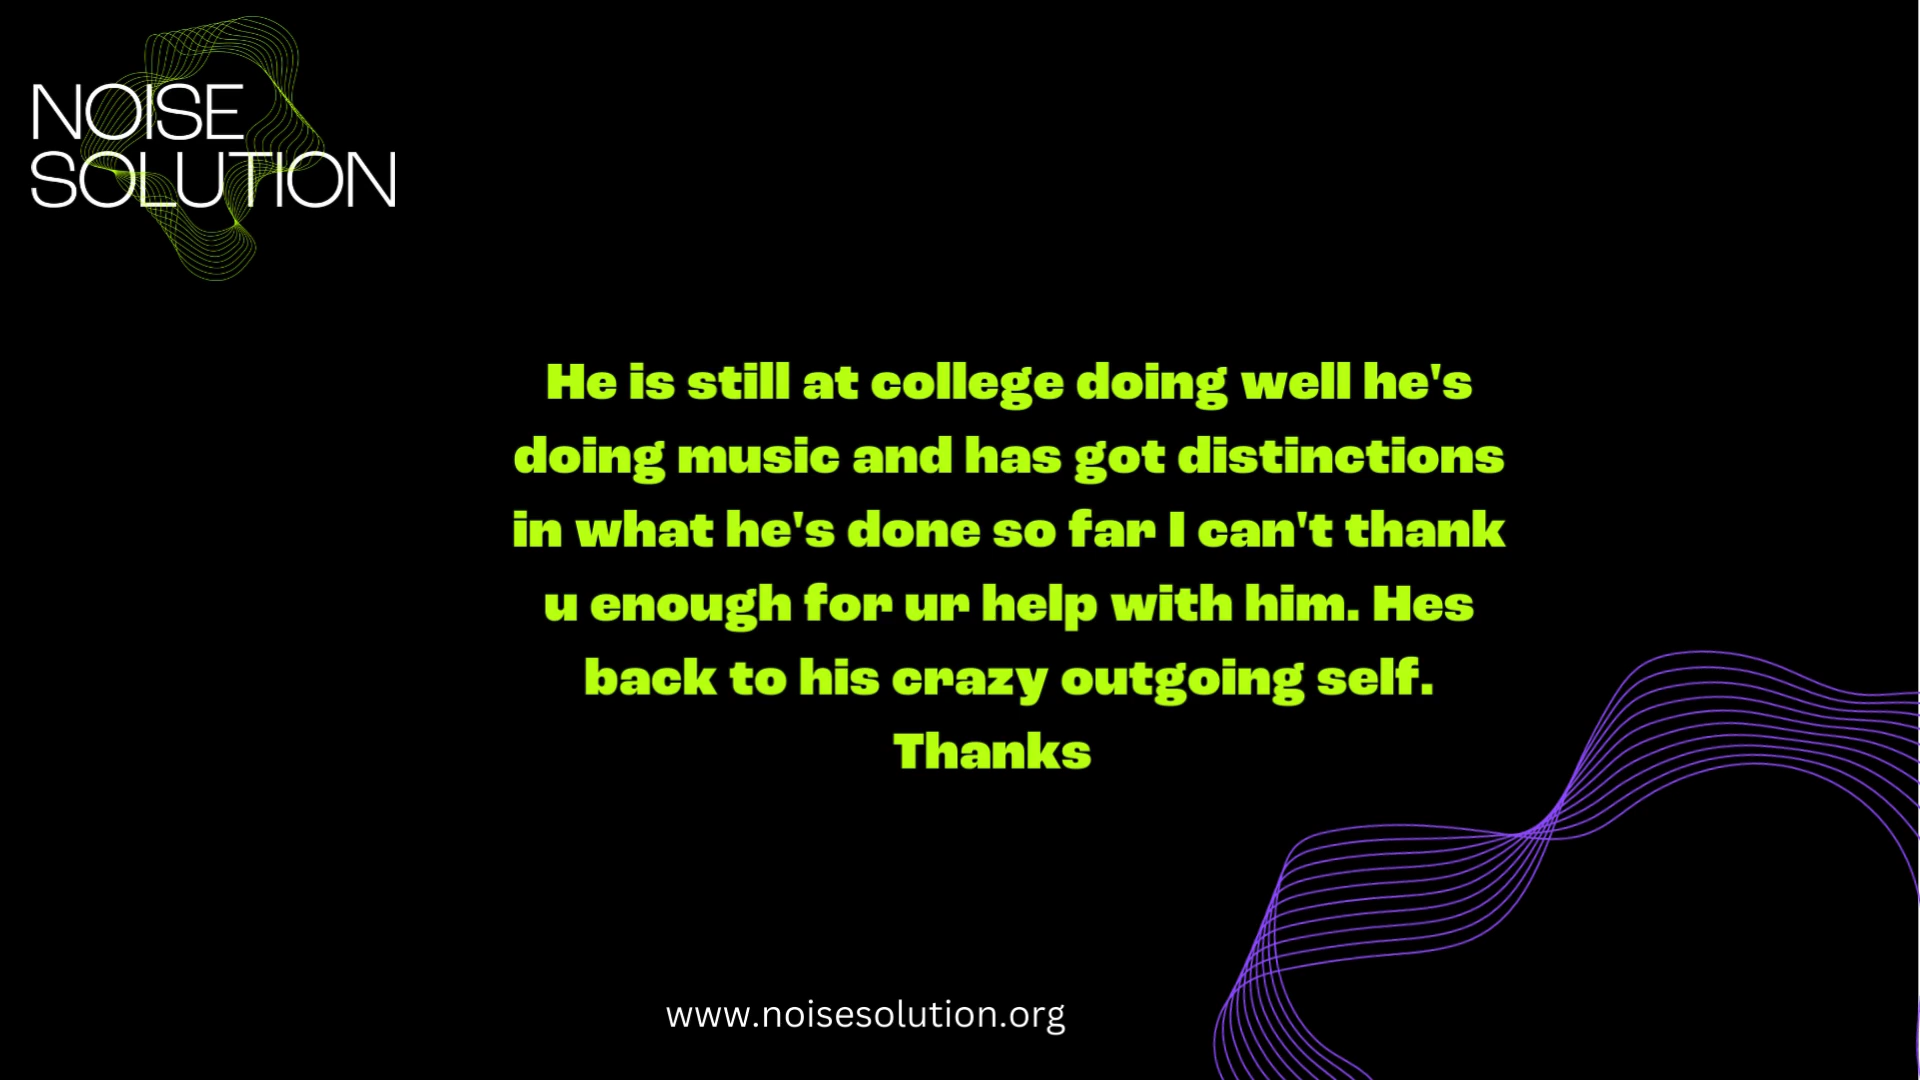 NOISE
SOLUTION
He is still at college doing well he's
doing music and has got distinctions
in what he's done so far I can't thank
u enough for ur help with him. Hes
back to his crazy outgoing self.
Thanks
www.noisesolution.org